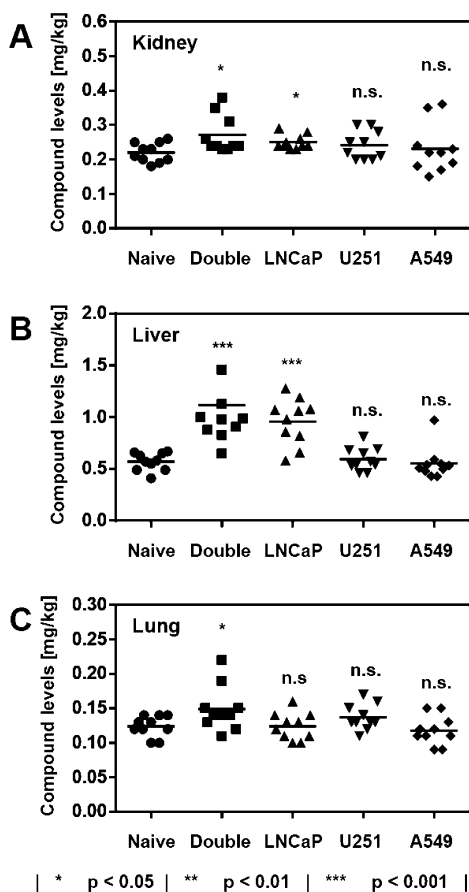 A
Kidney
Compound levels [mg/kg]
0.6
0.5
0.4
0.3
0.2
0.1
0.0
*
*
n.s.
n.s.
Naive Double LNCaP U251 A549
B
Liver
Compound levels [mg/kg]
2.0
1.5
1.0
0.5
0.0
***
***
n.s.
n.s.
Naive Double LNCaP U251 A549
C
Lung
Compound levels [mg/kg]
0.30
0.25
0.20
0.15
0.10
0.05
0.00
*
n.s
n.s.
n.s.
Naive Double LNCaP U251 A549
| * p < 0.05 | ** p < 0.01 | *** p < 0.001 |